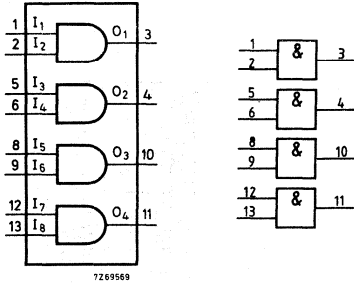 1 I1 O1 3
2 I2
5 I3 O2 4
6 I4
8 I5 O3 10
9 I6
12 I7 O4 11
13 I8
7Z69569
1 & 3
2
5 & 4
6
8 & 10
9
12 & 11
13